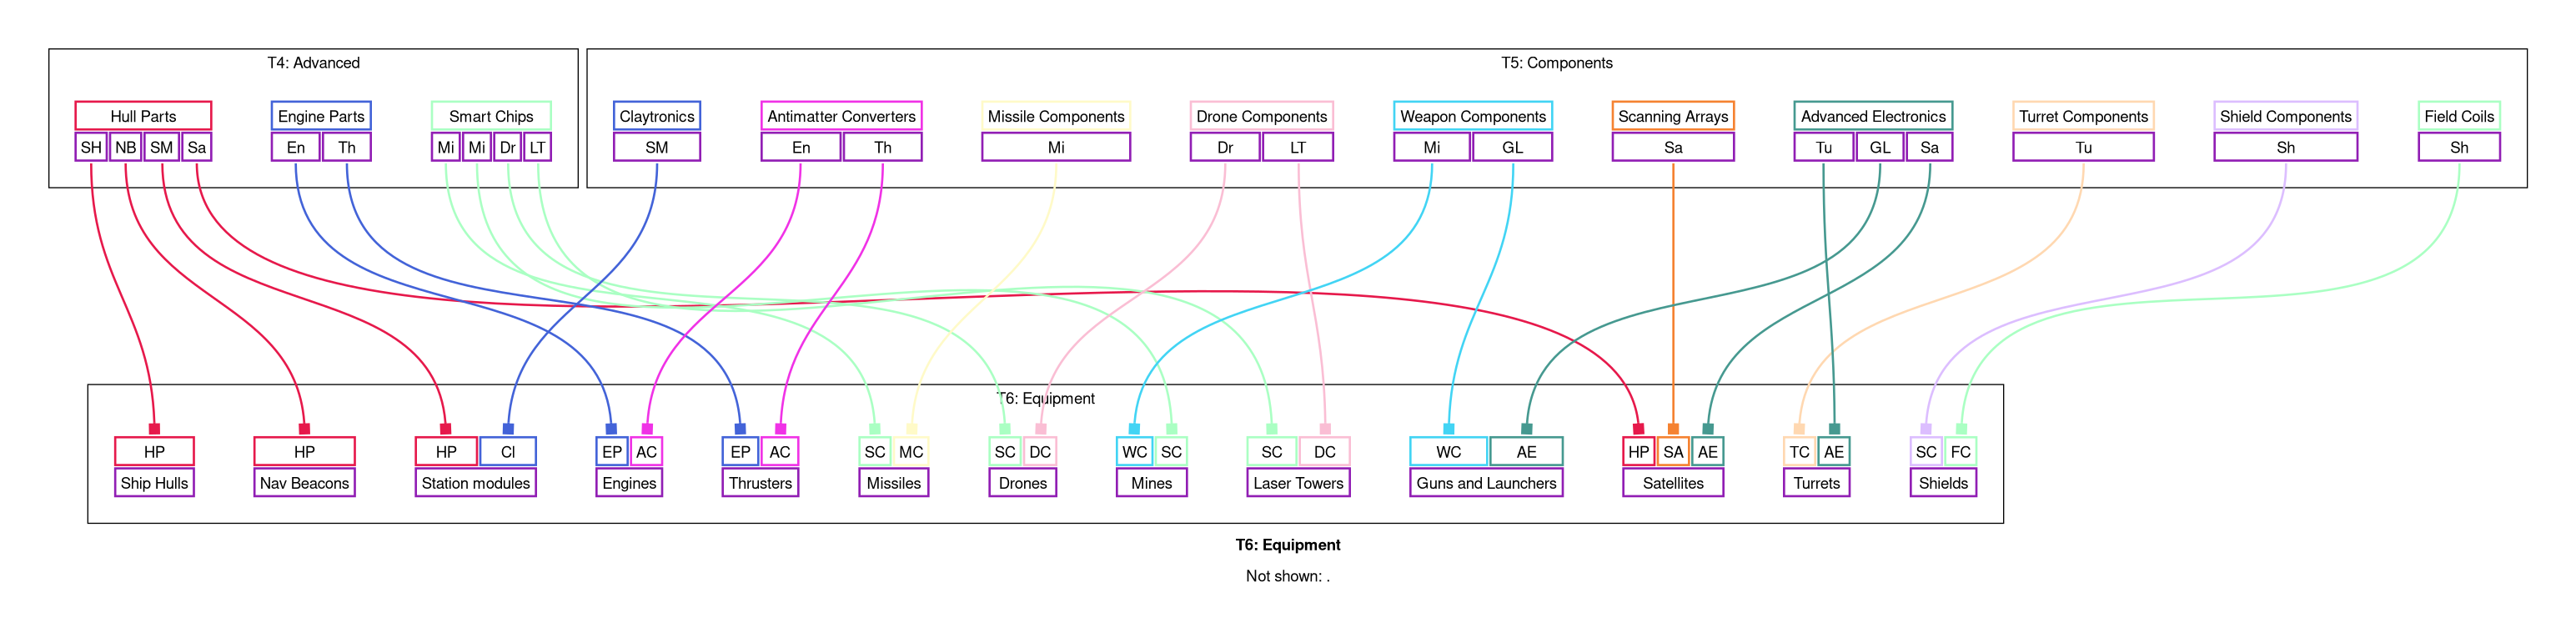 T4: Advanced
T5: Components
Hull Parts
Engine Parts
Smart Chips
Claytronics
Antimatter Converters
Missile Components
Drone Components
Weapon Components
Scanning Arrays
Advanced Electronics
Turret Components
Shield Components
Field Coils
SH NB SM Sa
En Th
Mi Mi Dr LT
SM
En Th
Mi
Dr LT
Mi GL
Sa
Tu GL Sa
Tu
Sh
Sh
T6: Equipment
HP
HP
HP Cl
EP AC
EP AC
SC MC
SC DC
WC SC
SC DC
WC AE
HP SA AE
TC AE
SC FC
Ship Hulls
Nav Beacons
Station modules
Engines
Thrusters
Missiles
Drones
Mines
Laser Towers
Guns and Launchers
Satellites
Turrets
Shields
T6: Equipment
Not shown: .